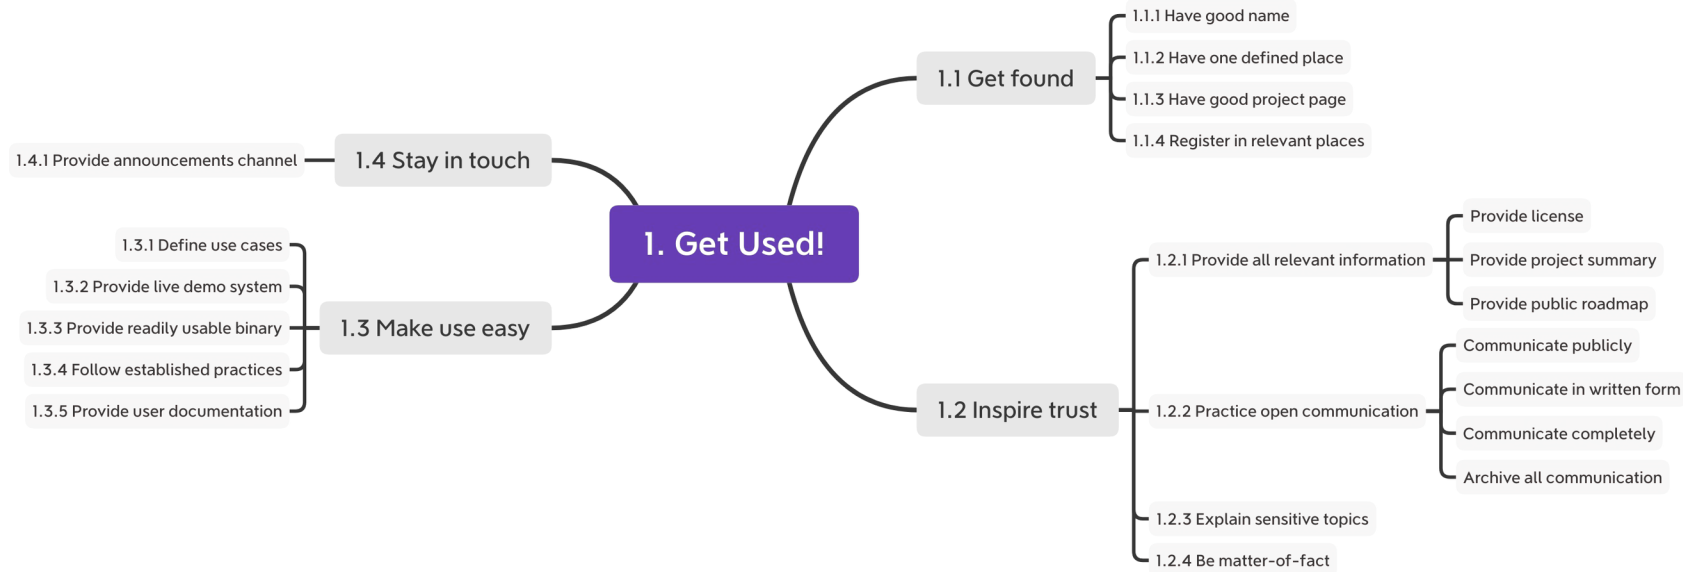 1. Get Used!
1.1 Get found
1.1.1 Have good name
1.1.2 Have one defined place
1.1.3 Have good project page
1.1.4 Register in relevant places
1.2 Inspire trust
1.2.1 Provide all relevant information
Provide license
Provide project summary
Provide public roadmap
1.2.2 Practice open communication
Communicate publicly
Communicate in written form
Communicate completely
Archive all communication
1.2.3 Explain sensitive topics
1.2.4 Be matter-of-fact
1.3 Make use easy
1.3.1 Define use cases
1.3.2 Provide live demo system
1.3.3 Provide readily usable binary
1.3.4 Follow established practices
1.3.5 Provide user documentation
1.4 Stay in touch
1.4.1 Provide announcements channel